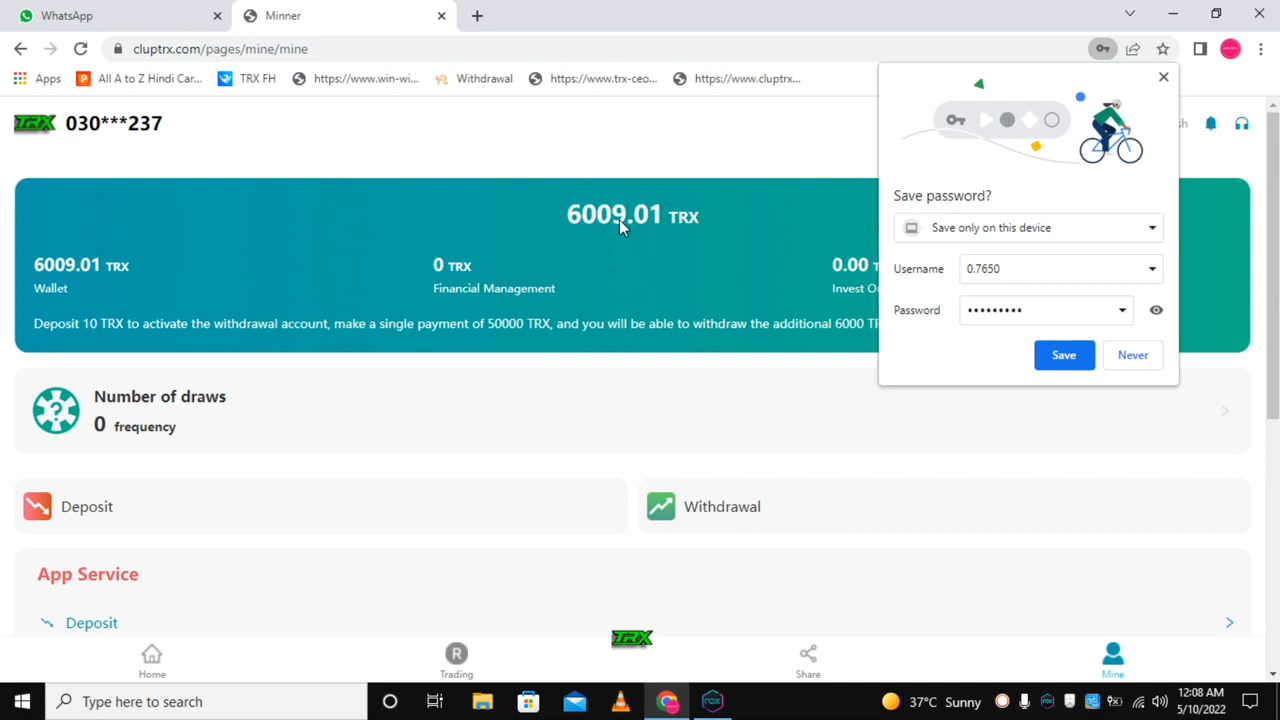 WhatsApp
Minner
cluptrx.com/pages/mine/mine
Apps
All A to Z Hindi Car...
TRX FH
https://www.win-wi...
Withdrawal
https://www.trx-ceo...
https://www.cluptrx...
TRX 030***237
sh
6009.01 TRX
6009.01 TRX
Wallet
0 TRX
Financial Management
0.00 T
Invest O
Deposit 10 TRX to activate the withdrawal account, make a single payment of 50000 TRX, and you will be able to withdraw the additional 6000 TR
Save password?
Save only on this device
Username 0.7650
Password •••••••••
Save
Never
Number of draws
0 frequency
Deposit
Withdrawal
App Service
Deposit
TRX
Home
R
Trading
Share
Mine
Type here to search
nox
37°C Sunny
12:08 AM
5/10/2022